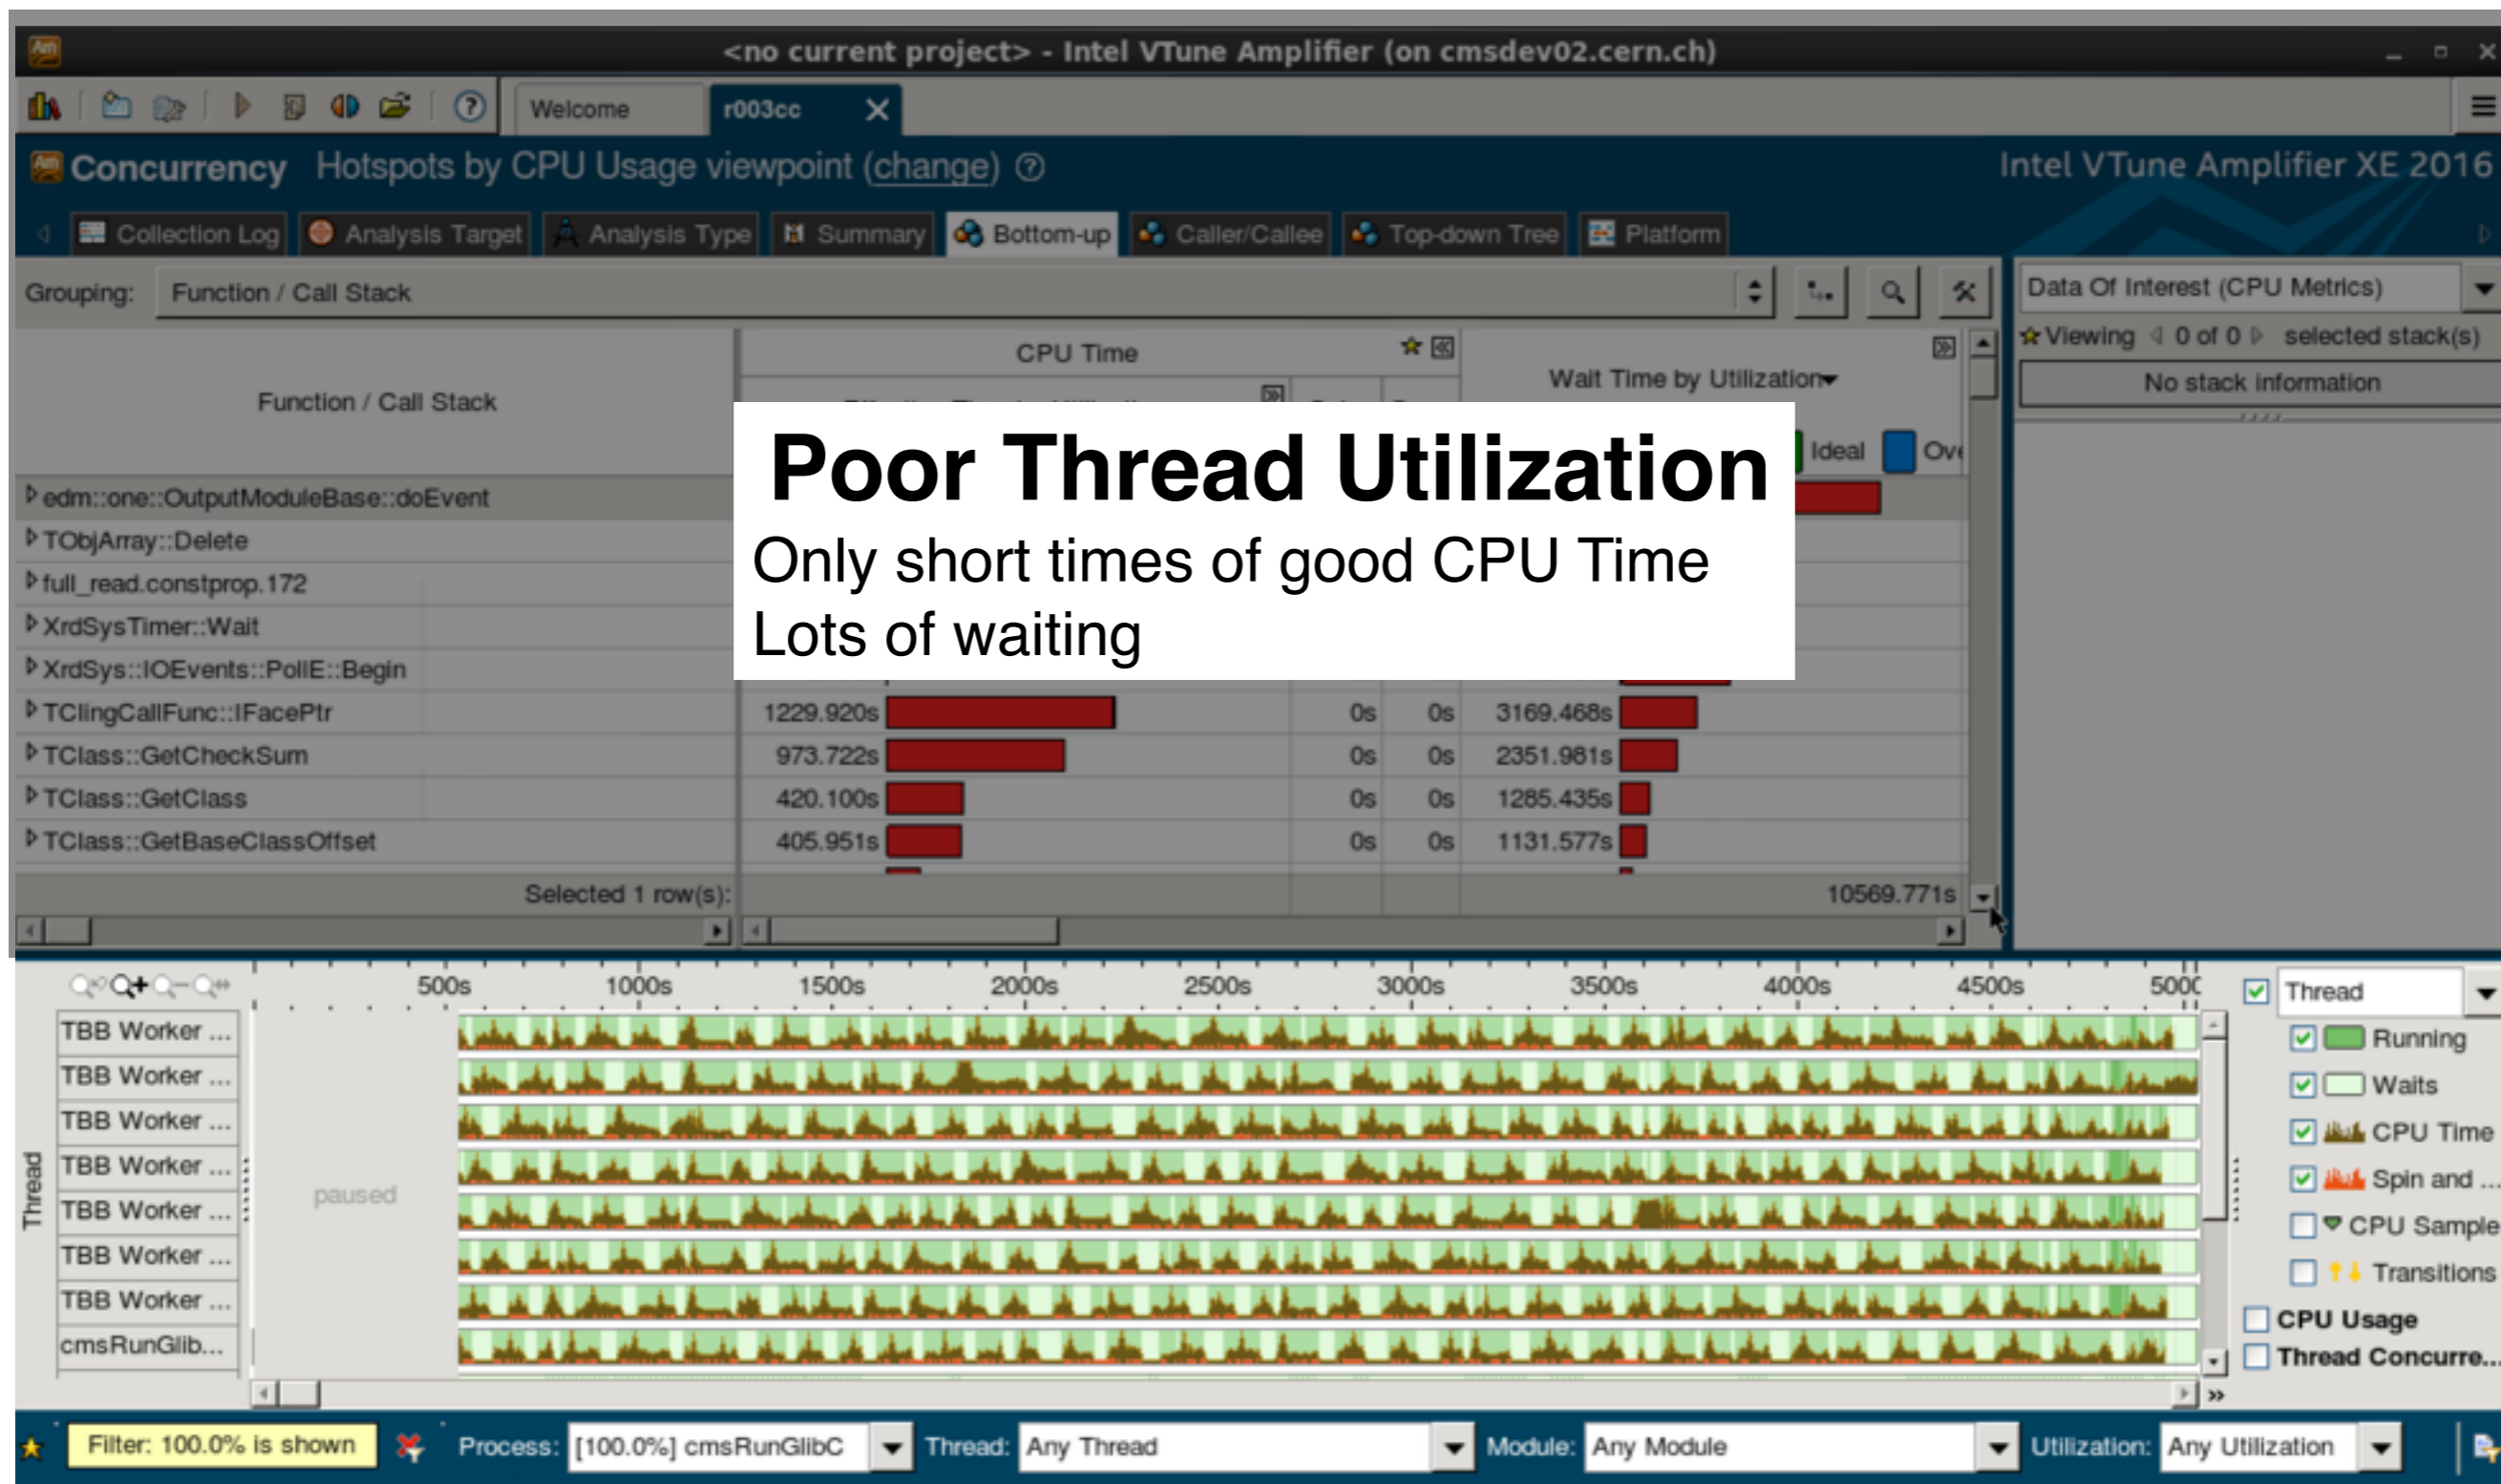 <no current project> - Intel VTune Amplifier (on cmsdev02.cern.ch)
Welcome
r003cc
Concurrency Hotspots by CPU Usage viewpoint (change)
Intel VTune Amplifier XE 2016
Collection Log
Analysis Target
Analysis Type
Summary
Bottom-up
Caller/Callee
Top-down Tree
Platform
Grouping: Function / Call Stack
Data Of Interest (CPU Metrics)
Viewing 0 of 0 selected stack(s)
No stack information
Function / Call Stack
CPU Time
Wait Time by Utilization
Ideal
Poor Thread Utilization
Only short times of good CPU Time
Lots of waiting
edm::one::OutputModuleBase::doEvent
TObjArray::Delete
full_read.constprop.172
XrdSysTimer::Wait
XrdSys::IOEvents::PollE::Begin
TClingCallFunc::IFacePtr 1229.920s 0s 0s 3169.468s
TClass::GetCheckSum 973.722s 0s 0s 2351.981s
TClass::GetClass 420.100s 0s 0s 1285.435s
TClass::GetBaseClassOffset 405.951s 0s 0s 1131.577s
Selected 1 row(s): 10569.771s
500s 1000s 1500s 2000s 2500s 3000s 3500s 4000s 4500s
Thread
TBB Worker ...
TBB Worker ...
TBB Worker ...
TBB Worker ...
TBB Worker ...
TBB Worker ...
TBB Worker ...
cmsRunGlib...
paused
Thread
Running
Waits
CPU Time
Spin and ...
CPU Sample
Transitions
CPU Usage
Thread Concurre...
Filter: 100.0% is shown
Process: [100.0%] cmsRunGlibC
Thread: Any Thread
Module: Any Module
Utilization: Any Utilization